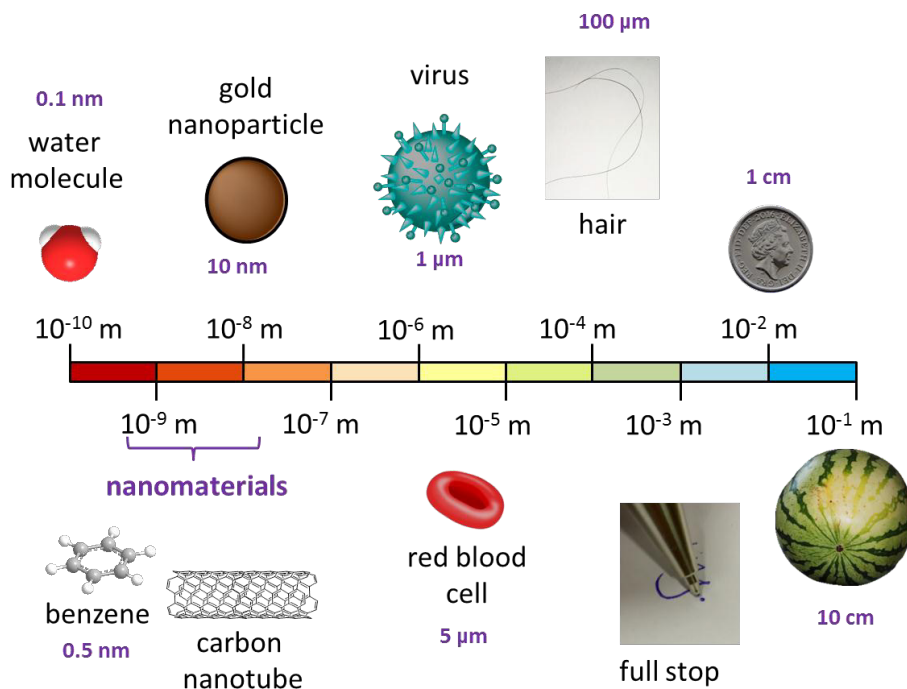 100 µm
virus
gold
nanoparticle
0.1 nm
water
molecule
1 cm
hair
10 nm
1 µm
10⁻¹⁰ m
10⁻⁸ m
10⁻⁶ m
10⁻⁴ m
10⁻² m
10⁻⁹ m
10⁻⁷ m
10⁻⁵ m
10⁻³ m
10⁻¹ m
nanomaterials
red blood
cell
benzene
0.5 nm
carbon
nanotube
5 µm
10 cm
full stop